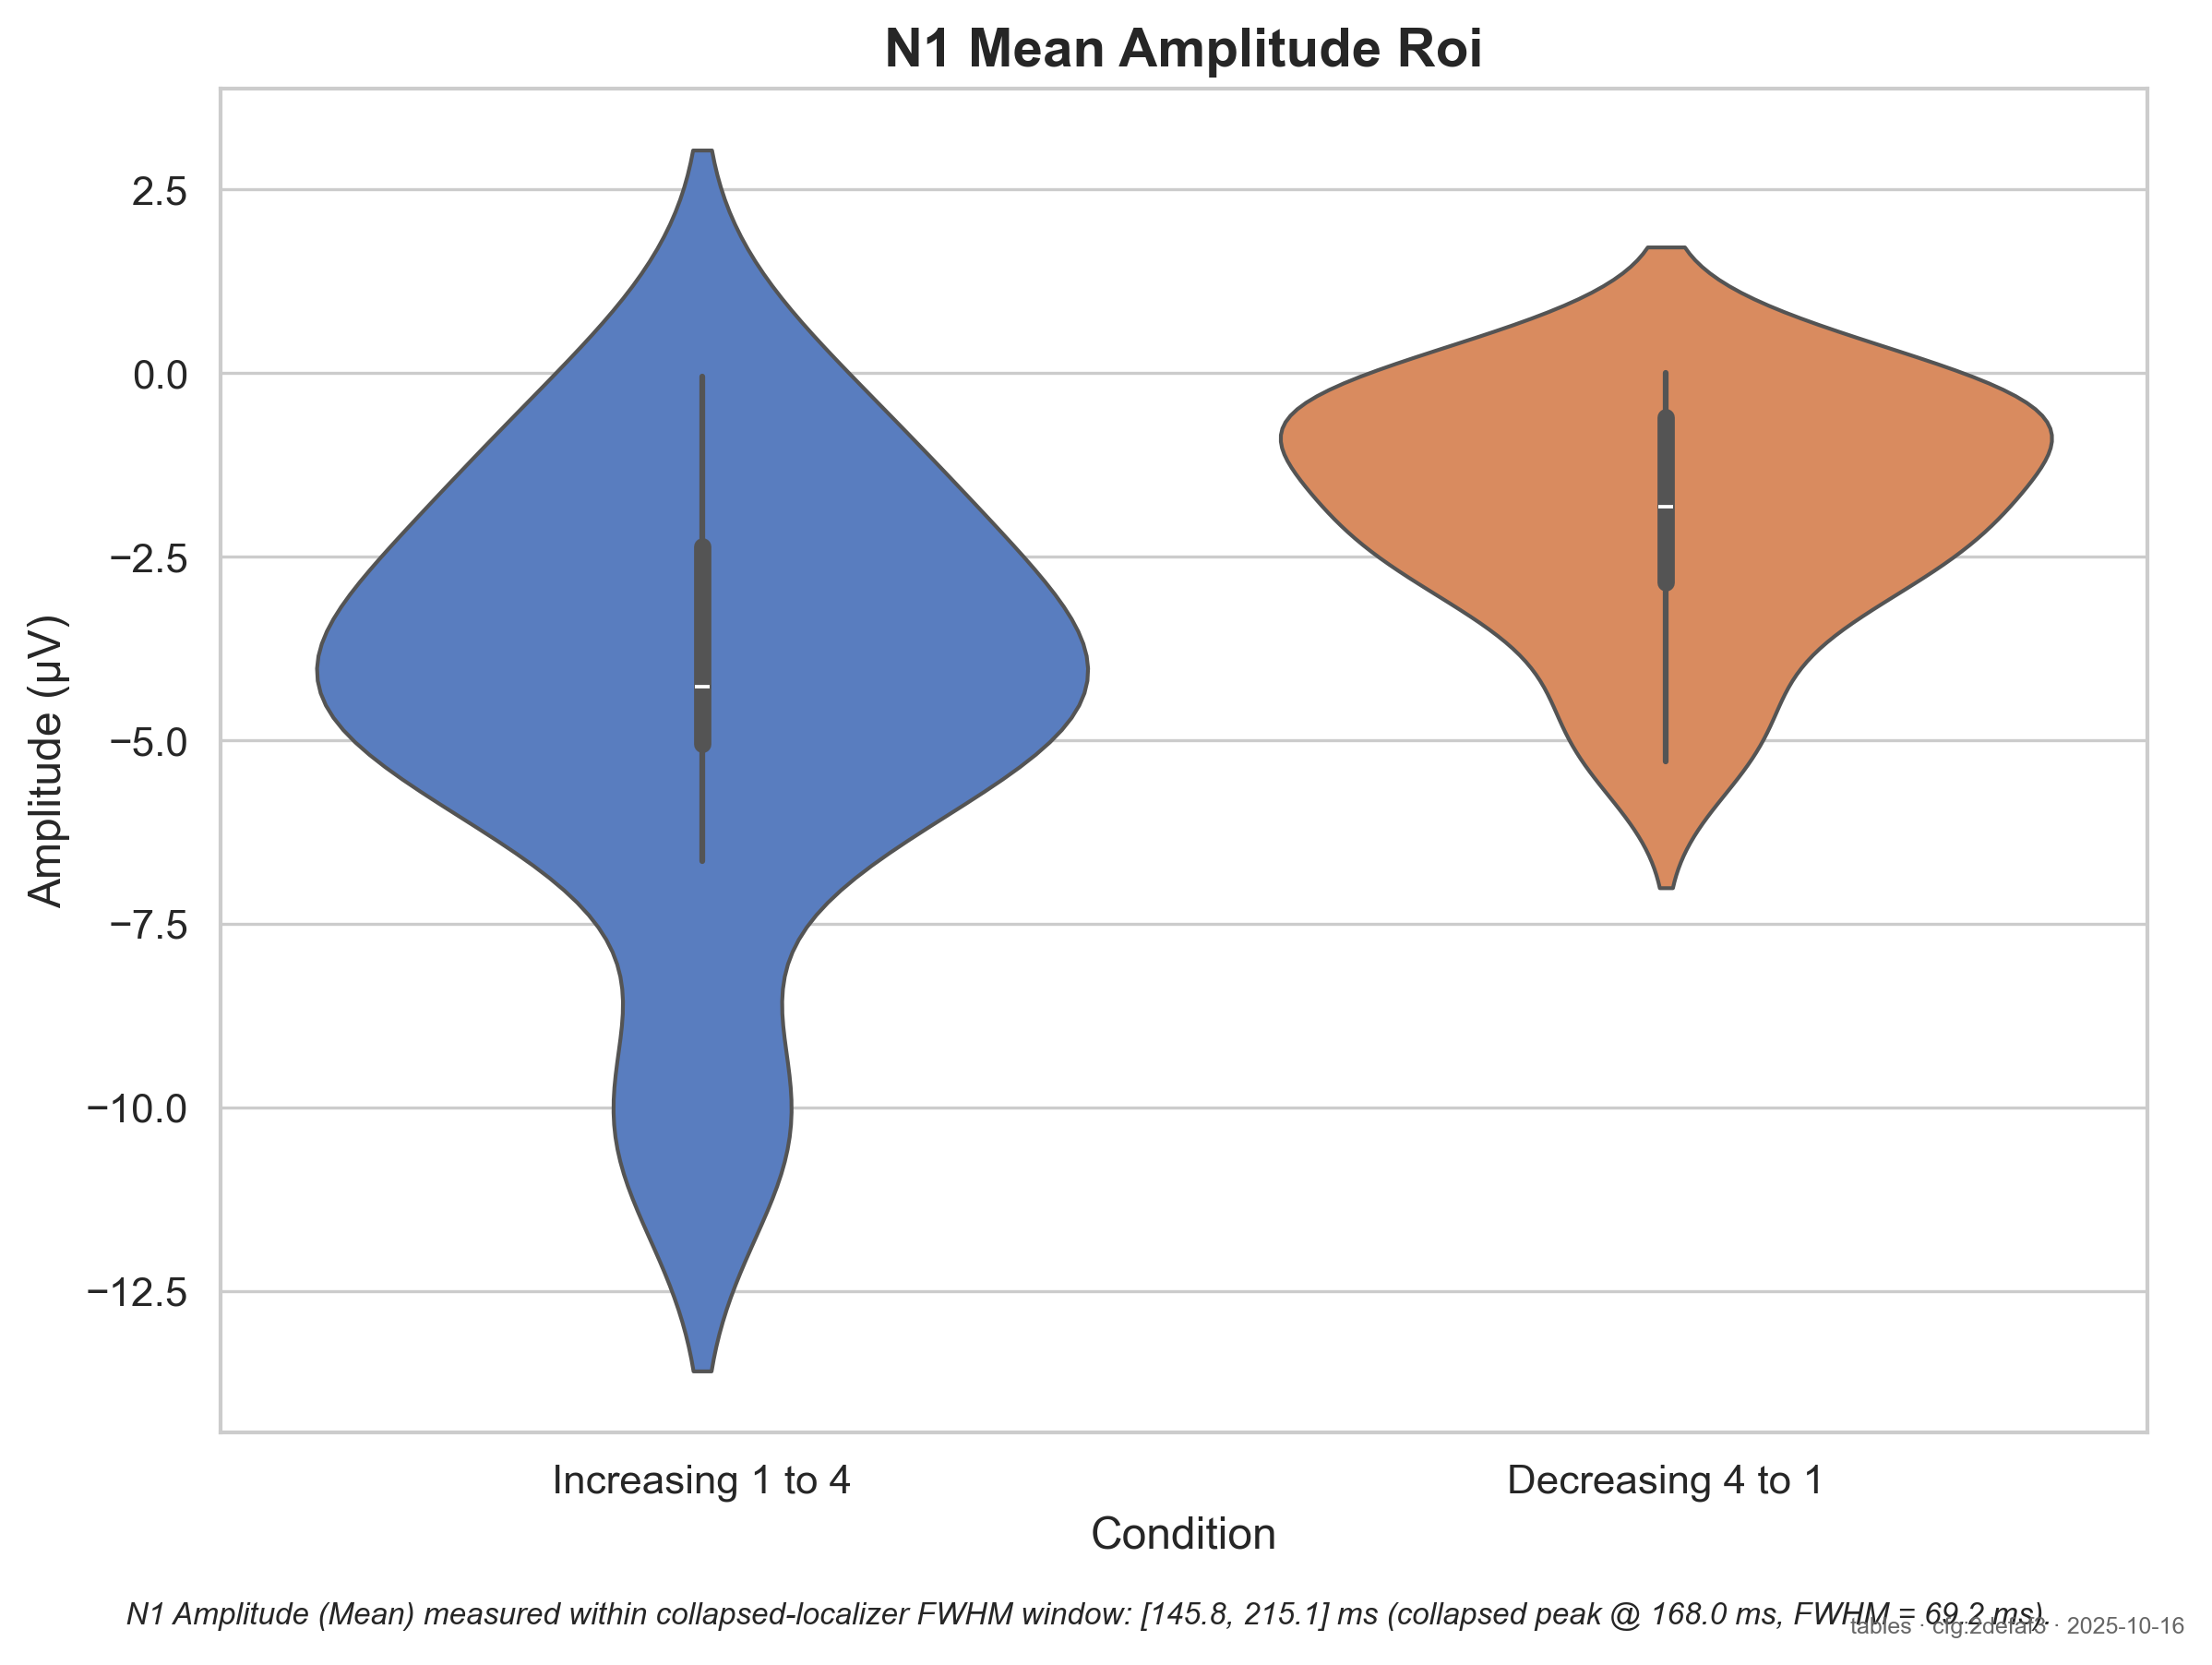 N1 Mean Amplitude Roi
2.5
0.0
−2.5
−5.0
−7.5
−10.0
−12.5
Amplitude (µV)
Increasing 1 to 4
Decreasing 4 to 1
Condition
N1 Amplitude (Mean) measured within collapsed-localizer FWHM window: [145.8, 215.1] ms (collapsed peak @ 168.0 ms, FWHM = 69.2 ms).
tables · cfg:2defaf3 · 2025-10-16